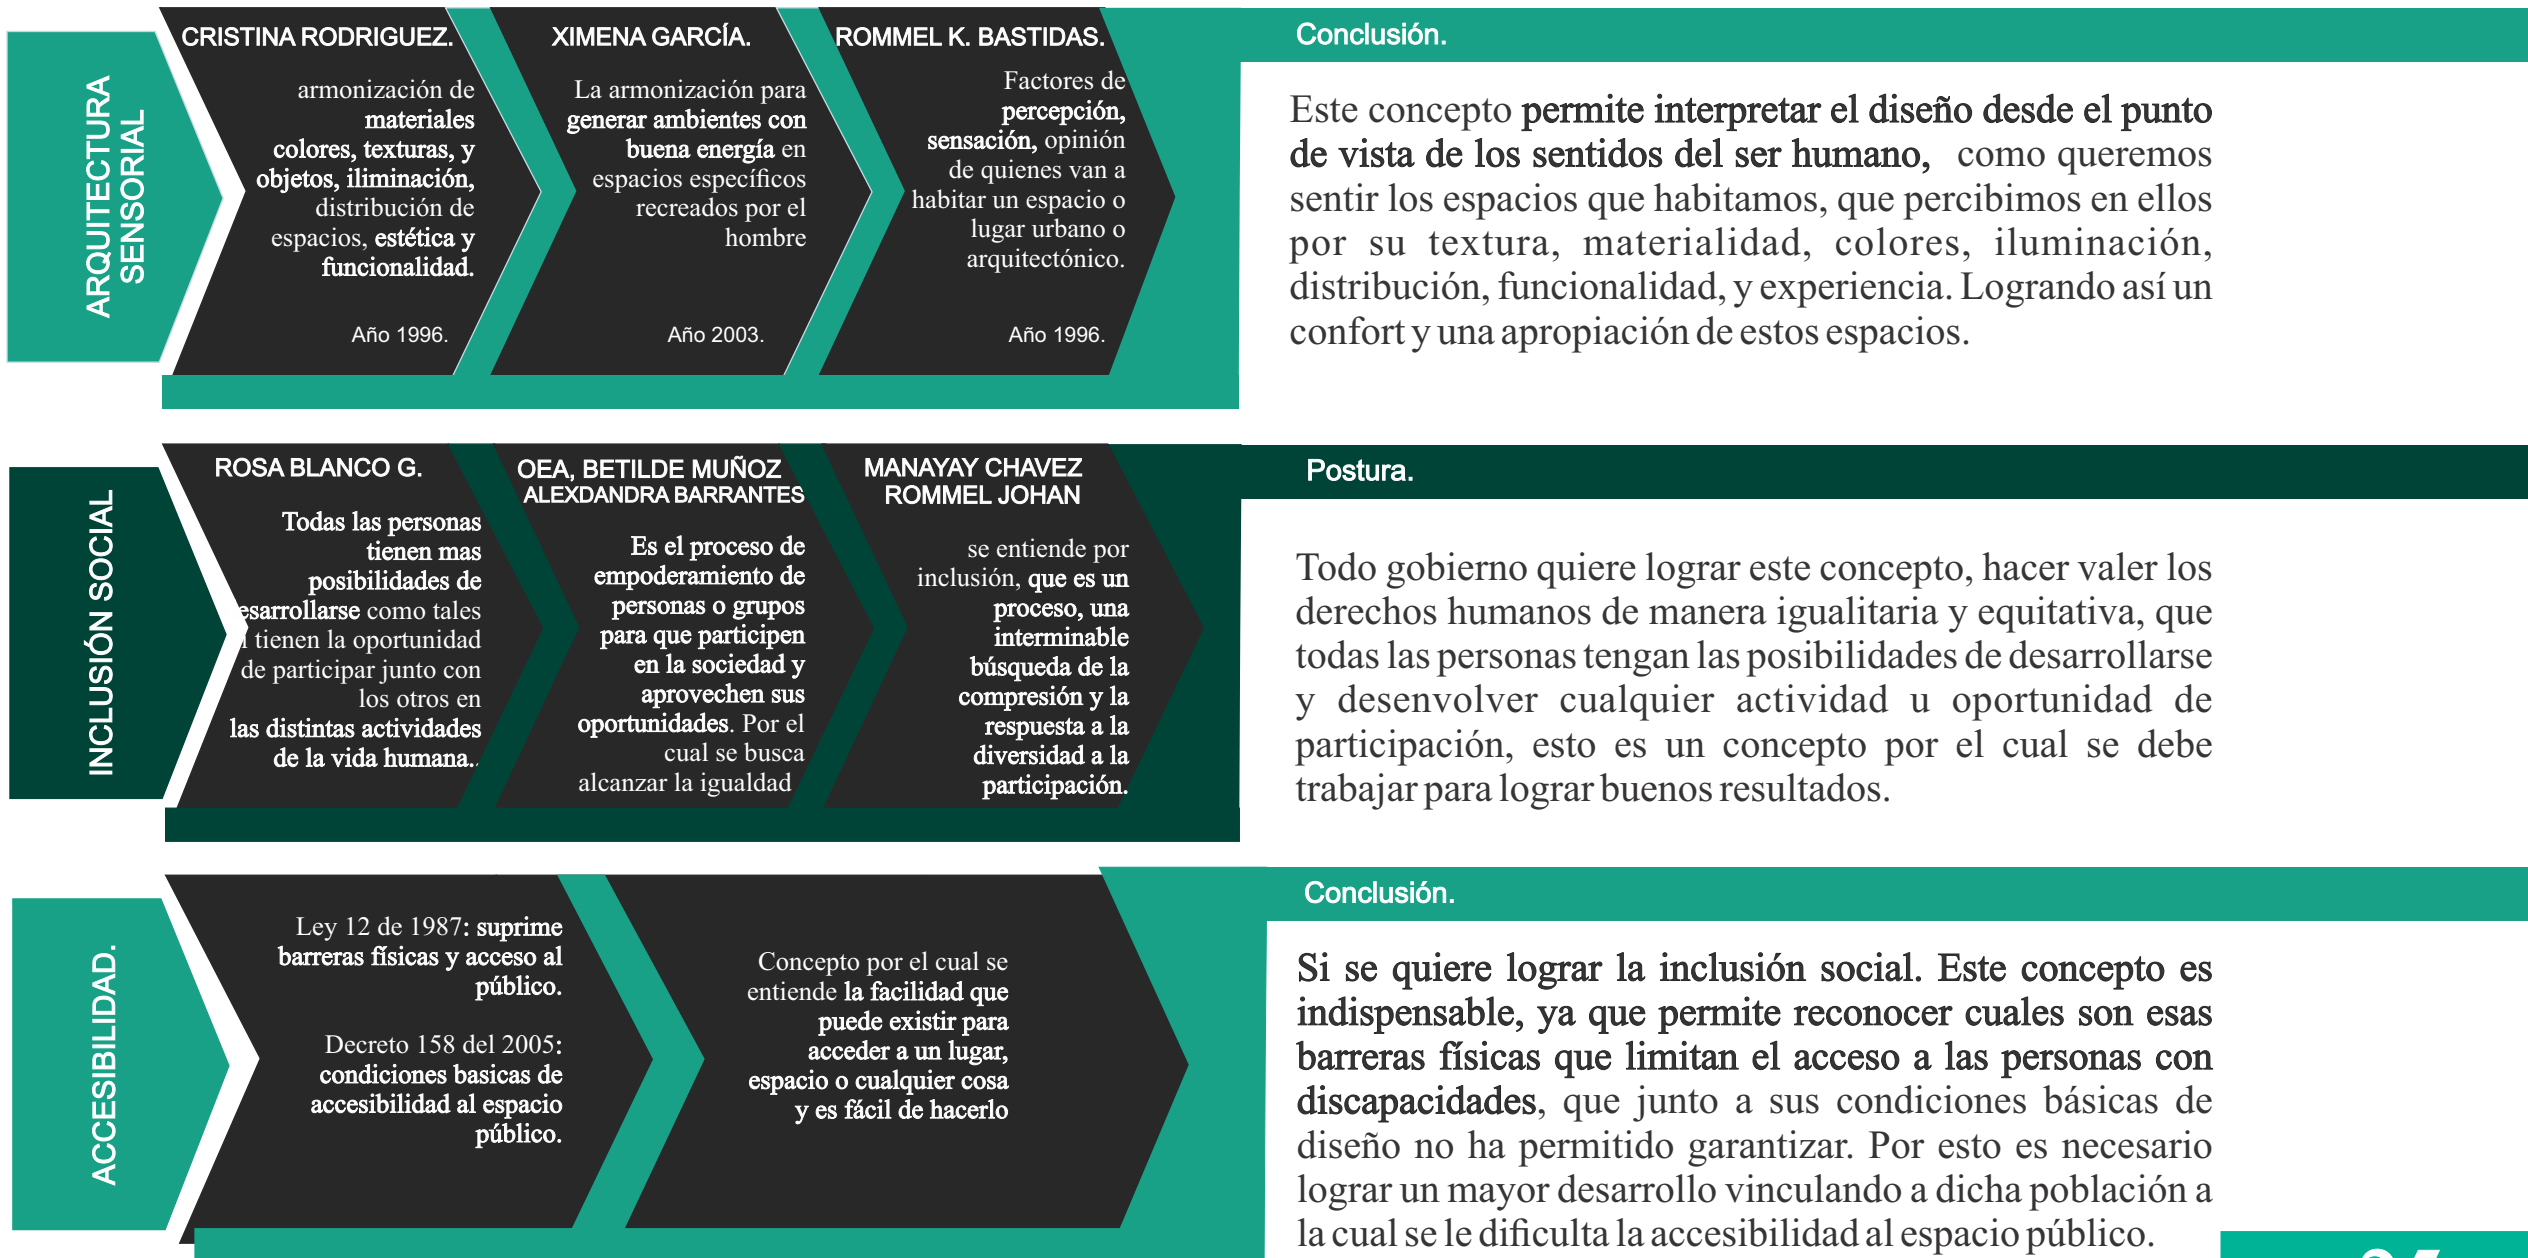 ARQUITECTURA
SENSORIAL
CRISTINA RODRIGUEZ.
armonización de
materiales
colores, texturas, y
objetos, iliminación,
distribución de
espacios, estética y
funcionalidad.
Año 1996.
XIMENA GARCÍA.
La armonización para
generar ambientes con
buena energía en
espacios específicos
recreados por el
hombre
Año 2003.
ROMMEL K. BASTIDAS.
Factores de
percepción,
sensación, opinión
de quienes van a
habitar un espacio o
lugar urbano o
arquitectónico.
Año 1996.
Conclusión.
Este concepto permite interpretar el diseño desde el punto
de vista de los sentidos del ser humano, como queremos
sentir los espacios que habitamos, que percibimos en ellos
por su textura, materialidad, colores, iluminación,
distribución, funcionalidad, y experiencia. Logrando así un
confort y una apropiación de estos espacios.
INCLUSIÓN SOCIAL
ROSA BLANCO G.
Todas las personas
tienen mas
posibilidades de
esarrollarse como tales
tienen la oportunidad
de participar junto con
los otros en
las distintas actividades
de la vida humana..
OEA, BETILDE MUÑOZ
ALEXDANDRA BARRANTES
Es el proceso de
empoderamiento de
personas o grupos
para que participen
en la sociedad y
aprovechen sus
oportunidades. Por el
cual se busca
alcanzar la igualdad
MANAYAY CHAVEZ
ROMMEL JOHAN
se entiende por
inclusión, que es un
proceso, una
interminable
búsqueda de la
compresión y la
respuesta a la
diversidad a la
participación.
Postura.
Todo gobierno quiere lograr este concepto, hacer valer los
derechos humanos de manera igualitaria y equitativa, que
todas las personas tengan las posibilidades de desarrollarse
y desenvolver cualquier actividad u oportunidad de
participación, esto es un concepto por el cual se debe
trabajar para lograr buenos resultados.
ACCESIBILIDAD.
Ley 12 de 1987: suprime
barreras físicas y acceso al
público.
Decreto 158 del 2005:
condiciones basicas de
accesibilidad al espacio
público.
Concepto por el cual se
entiende la facilidad que
puede existir para
acceder a un lugar,
espacio o cualquier cosa
y es fácil de hacerlo
Conclusión.
Si se quiere lograr la inclusión social. Este concepto es
indispensable, ya que permite reconocer cuales son esas
barreras físicas que limitan el acceso a las personas con
discapacidades, que junto a sus condiciones básicas de
diseño no ha permitido garantizar. Por esto es necesario
lograr un mayor desarrollo vinculando a dicha población a
la cual se le dificulta la accesibilidad al espacio público.